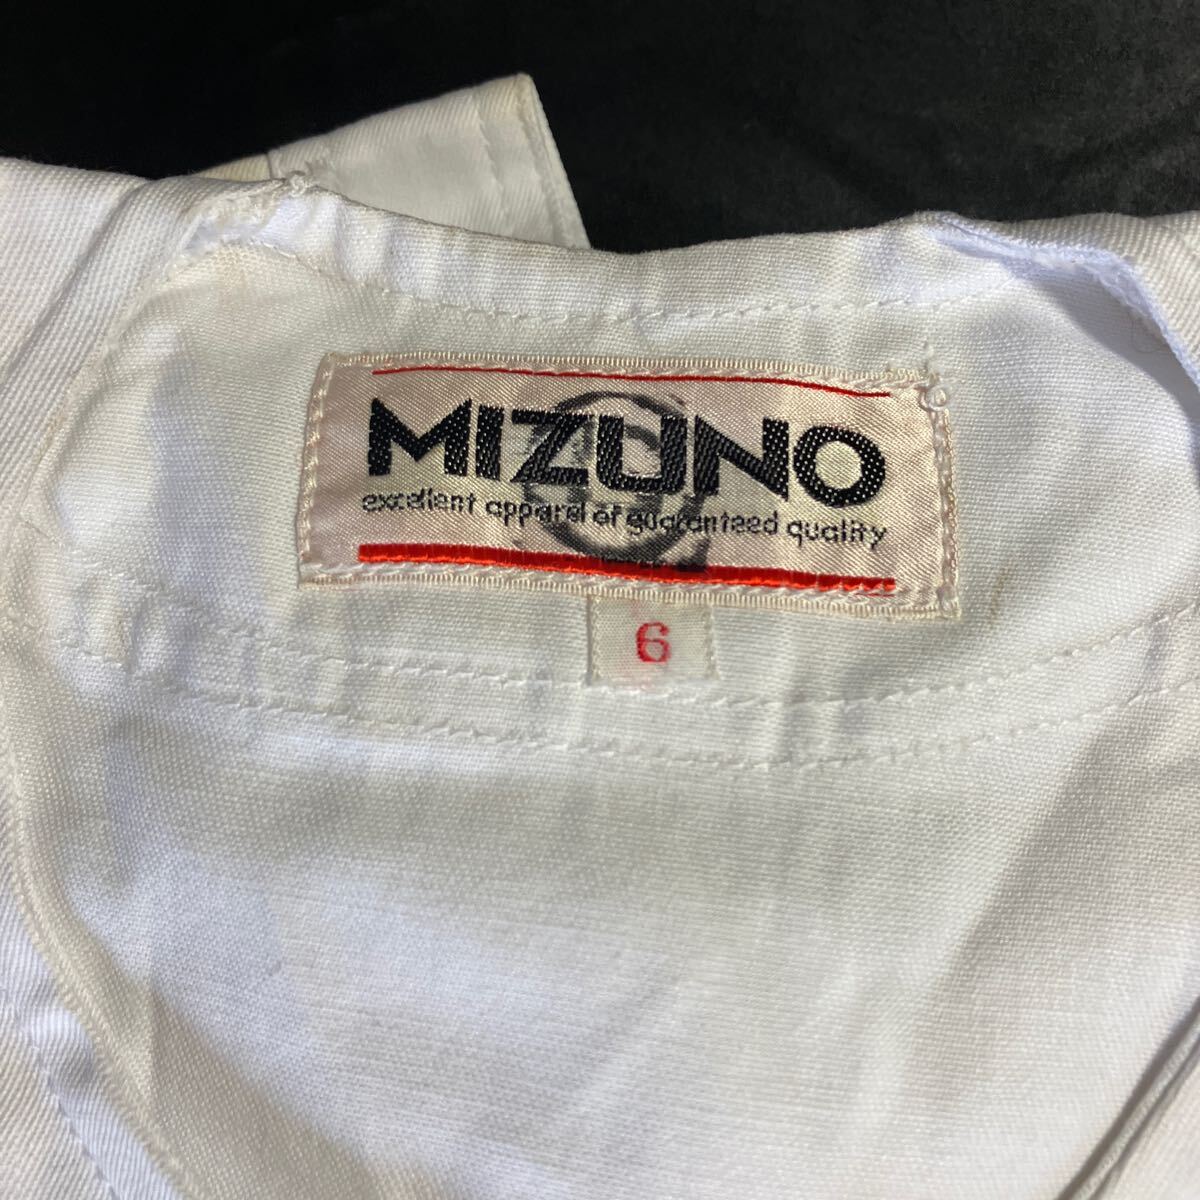 MIZUNO
excellent apparel of guaranteed quality
6